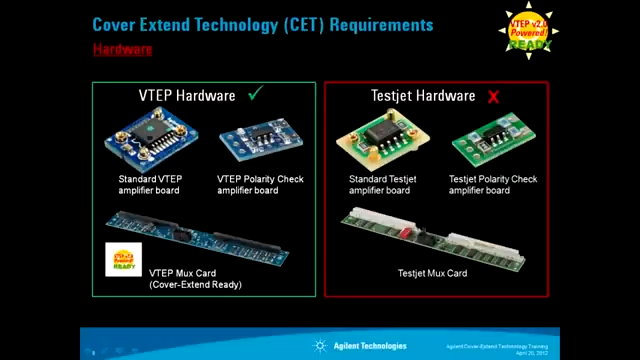 Cover Extend Technology (CET) Requirements
Hardware
VTEP v2.0
Powered!
READY
VTEP Hardware
Testjet Hardware
Standard VTEP
amplifier board
VTEP Polarity Check
amplifier board
Standard Testjet
amplifier board
Testjet Polarity Check
amplifier board
READY
VTEP Mux Card
(Cover-Extend Ready)
Testjet Mux Card
Agilent Technologies
Agilent Cover-Extend Technology Training
April 20, 2012